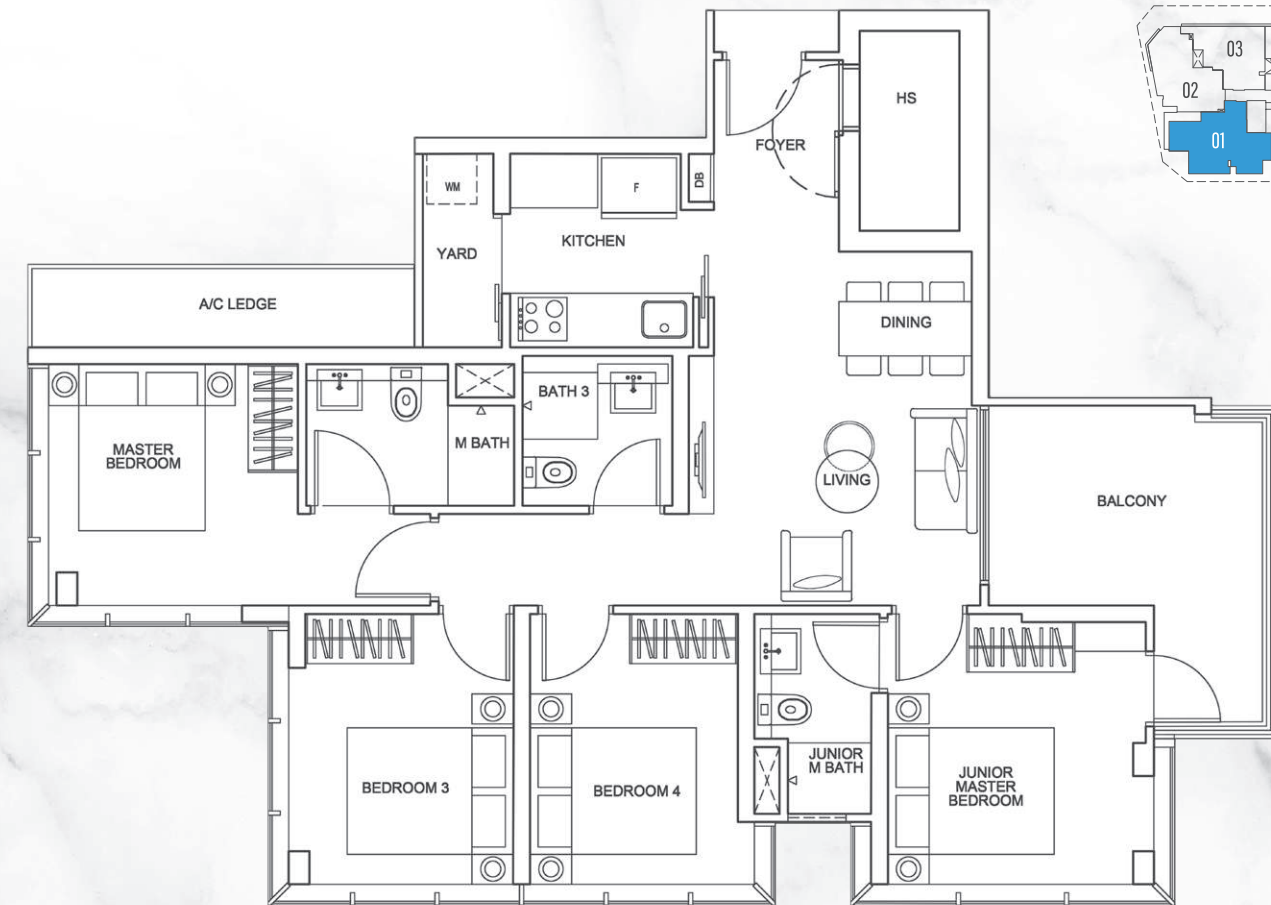 03
02
01
HS
FOYER
DB
WM
F
YARD
KITCHEN
A/C LEDGE
DINING
BATH 3
MASTER
BEDROOM
M BATH
LIVING
BALCONY
BEDROOM 3
BEDROOM 4
JUNIOR
M BATH
JUNIOR
MASTER
BEDROOM